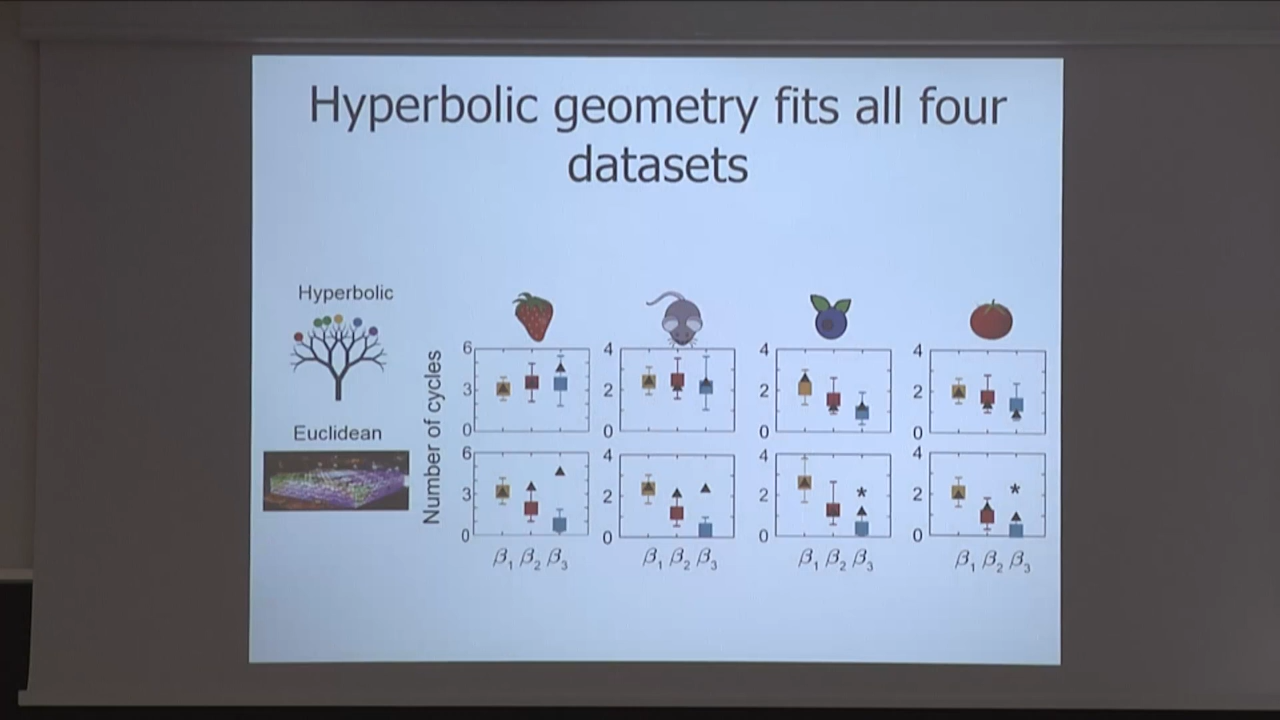 Hyperbolic geometry fits all four
datasets
Hyperbolic
Euclidean
Number of cycles
6
3
0
4
2
0
4
2
0
4
2
0
6
3
0
4
2
0
4
2
0
*
4
2
0
*
β1 β2 β3
β1 β2 β3
β1 β2 β3
β1 β2 β3